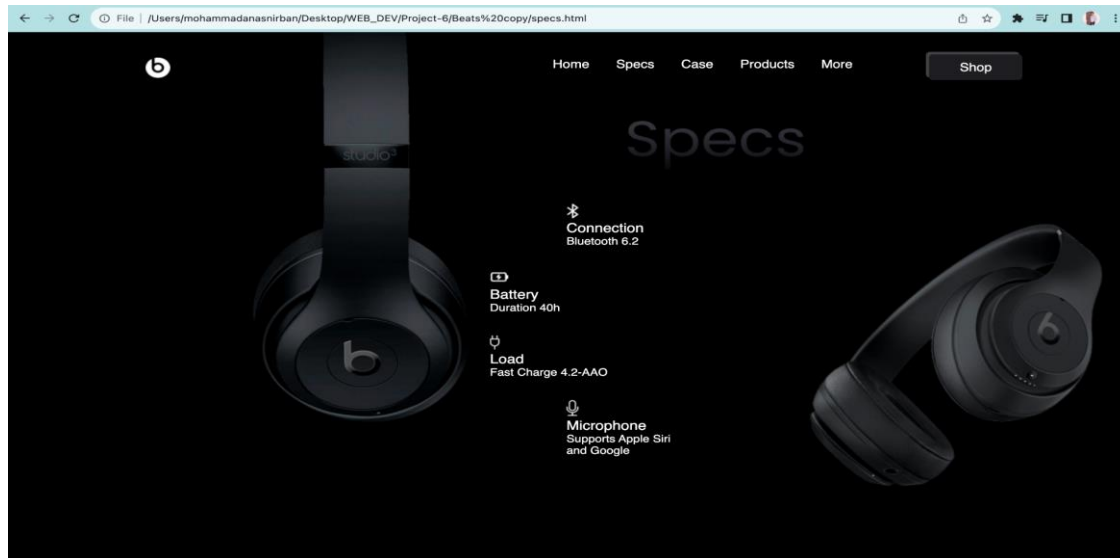 File | /Users/mohammadanasnirban/Desktop/WEB_DEV/Project-6/Beats%20copy/specs.html
Home Specs Case Products More Shop
studio³
Specs
Connection
Bluetooth 6.2
Battery
Duration 40h
Load
Fast Charge 4.2-AAO
Microphone
Supports Apple Siri
and Google